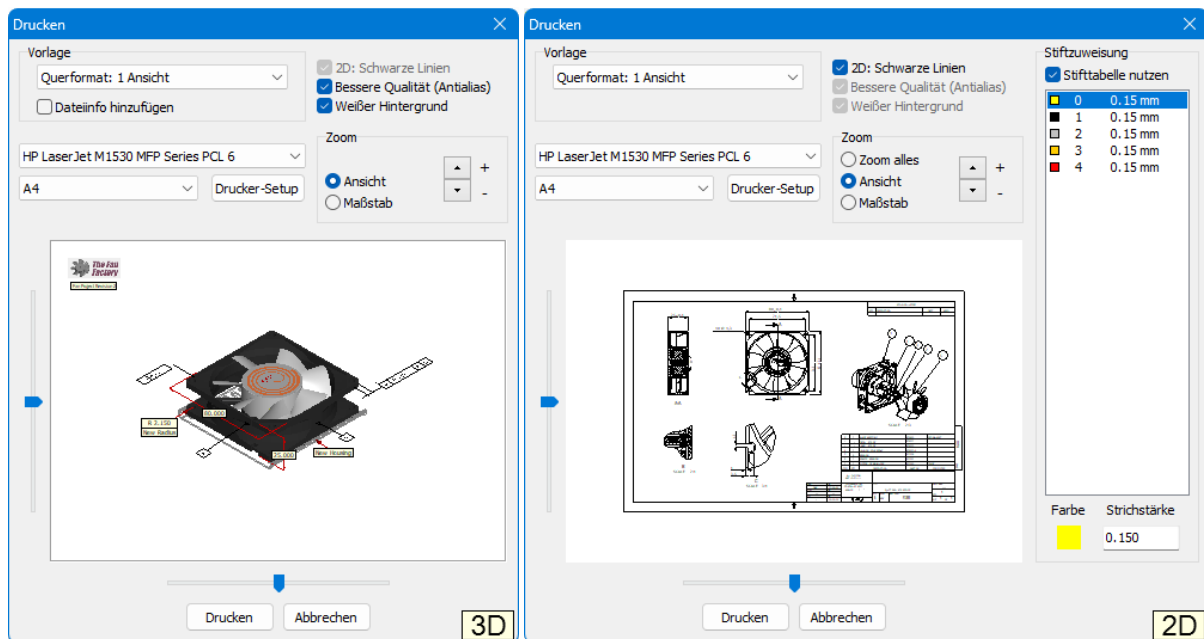 Drucken
Vorlage
Querformat: 1 Ansicht
Dateiinfo hinzufügen
2D: Schwarze Linien
Bessere Qualität (Antialias)
Weißer Hintergrund
HP LaserJet M1530 MFP Series PCL 6
A4
Drucker-Setup
Zoom
Ansicht
Maßstab
+
-
The Fan
Factory
80.000
R 3.150
New Radius
25.000
New Housing
Drucken
Abbrechen
3D
Drucken
Vorlage
Querformat: 1 Ansicht
2D: Schwarze Linien
Bessere Qualität (Antialias)
Weißer Hintergrund
HP LaserJet M1530 MFP Series PCL 6
A4
Drucker-Setup
Zoom
Zoom alles
Ansicht
Maßstab
+
-
Drucken
Abbrechen
Stiftzuweisung
Stifttabelle nutzen
0 0.15 mm
1 0.15 mm
2 0.15 mm
3 0.15 mm
4 0.15 mm
Farbe Strichstärke
0.150
2D